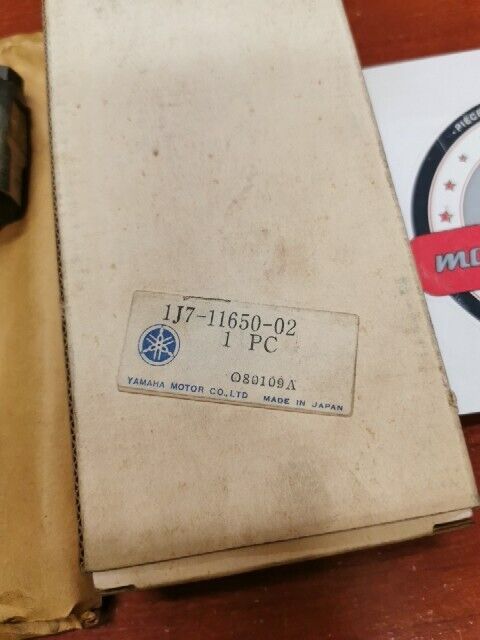 1J7-11650-02
1 PC
O80109A
YAMAHA MOTOR CO.,LTD MADE IN JAPAN